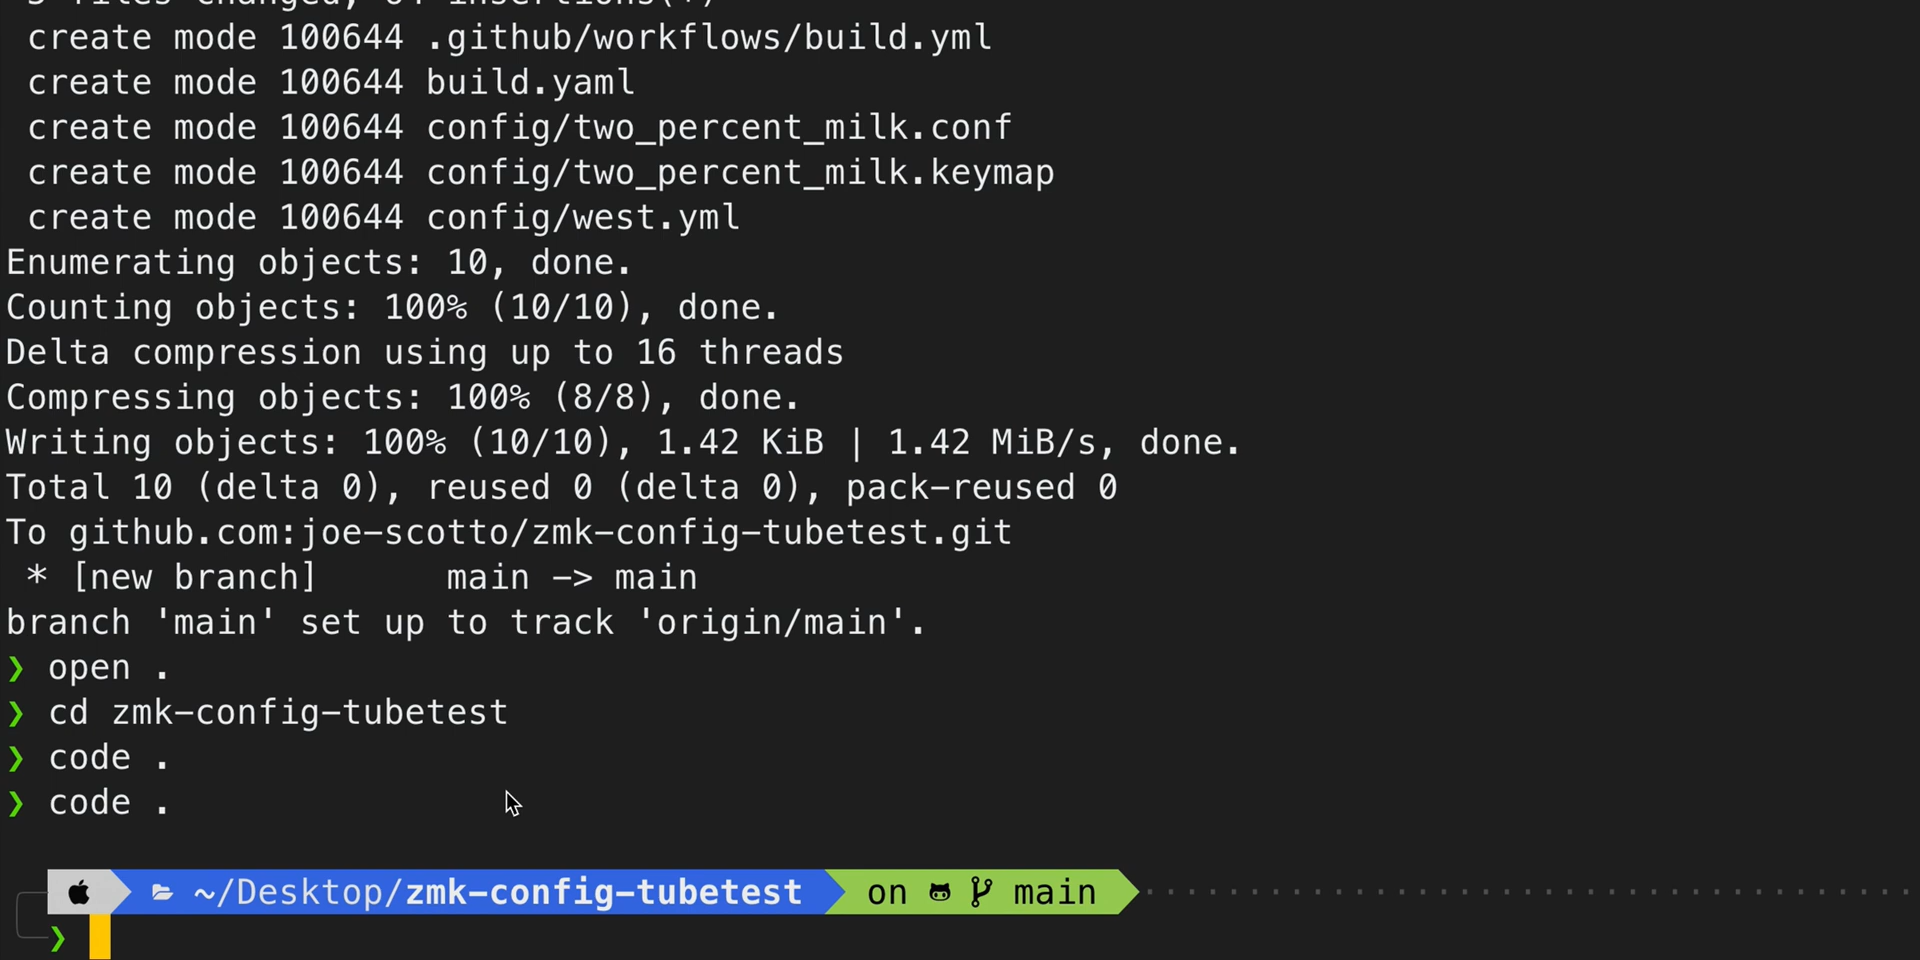 create mode 100644 .github/workflows/build.yml
create mode 100644 build.yaml
create mode 100644 config/two_percent_milk.conf
create mode 100644 config/two_percent_milk.keymap
create mode 100644 config/west.yml
Enumerating objects: 10, done.
Counting objects: 100% (10/10), done.
Delta compression using up to 16 threads
Compressing objects: 100% (8/8), done.
Writing objects: 100% (10/10), 1.42 KiB | 1.42 MiB/s, done.
Total 10 (delta 0), reused 0 (delta 0), pack-reused 0
To github.com:joe-scotto/zmk-config-tubetest.git
* [new branch]      main -> main
branch 'main' set up to track 'origin/main'.
❯ open .
❯ cd zmk-config-tubetest
❯ code .
❯ code .
~/Desktop/zmk-config-tubetest on main
❯